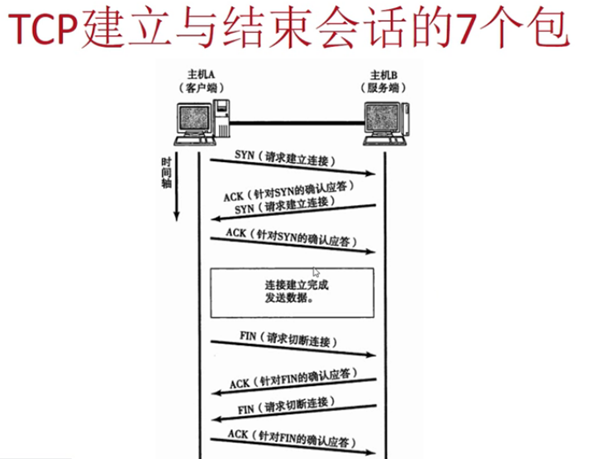 TCP建立与结束会话的7个包
主机A
（客户端）
主机B
（服务端）
时间轴
SYN（请求建立连接）
ACK（针对SYN的确认应答）
SYN（请求建立连接）
ACK（针对SYN的确认应答）
连接建立完成
发送数据。
FIN（请求切断连接）
ACK（针对FIN的确认应答）
FIN（请求切断连接）
ACK（针对FIN的确认应答）